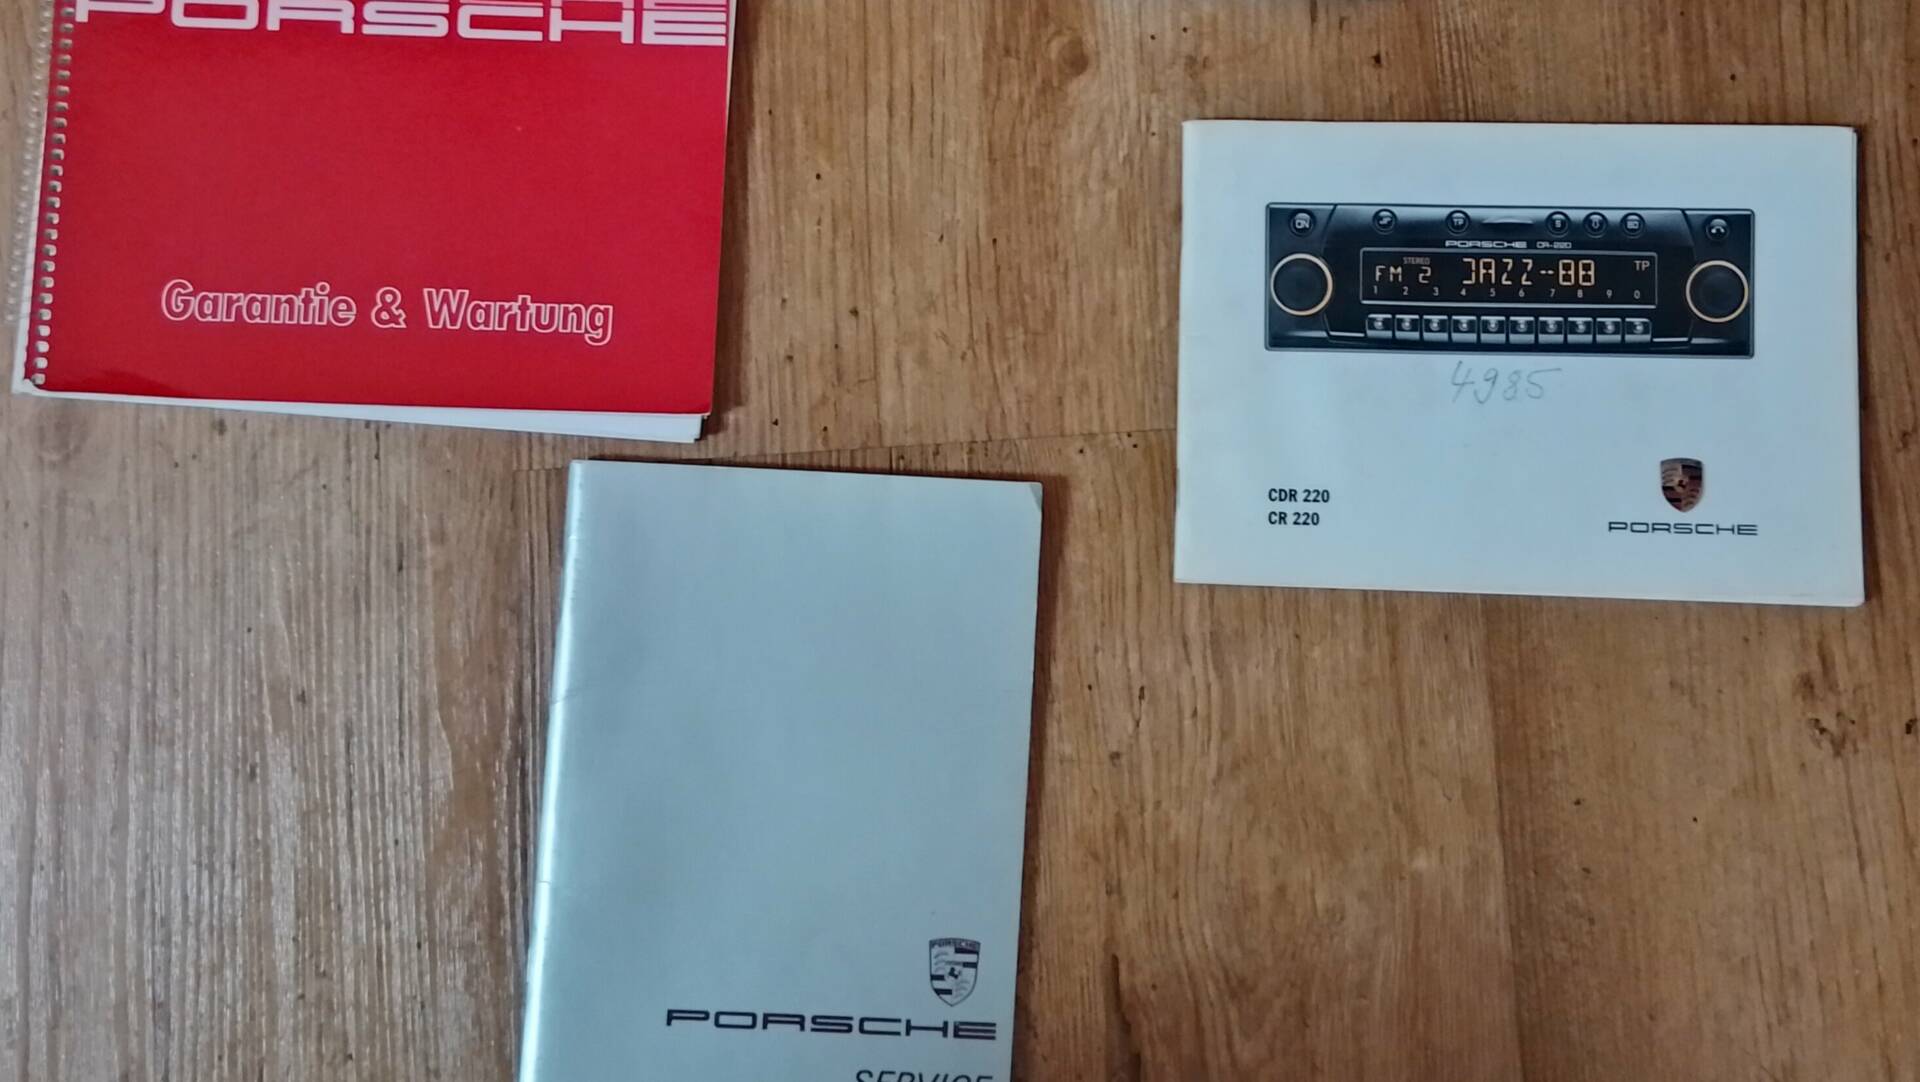 PORSCHE
Garantie & Wartung
ON
TP
PORSCHE CR-220
STEREO
FM 2 JAZZ--88 TP
1 2 3 4 5 6 7 8 9 0
4985
CDR 220
CR 220
PORSCHE
PORSCHE
PORSCHE
SERVICE